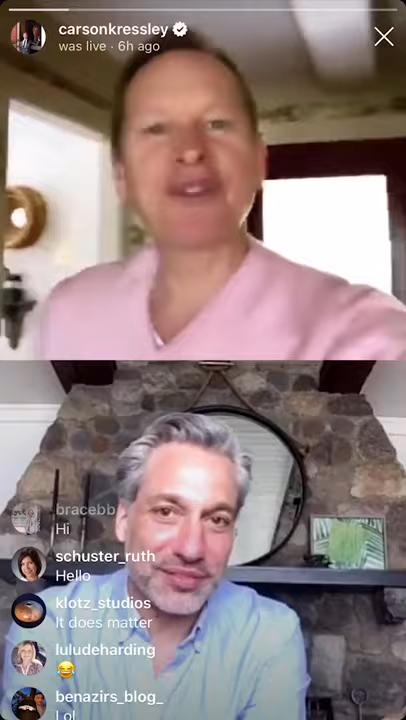 carsonkressley
was live · 6h ago
bracebb
Hi
schuster_ruth
Hello
klotz_studios
It does matter
luludeharding
😂
benazirs_blog_
Lol